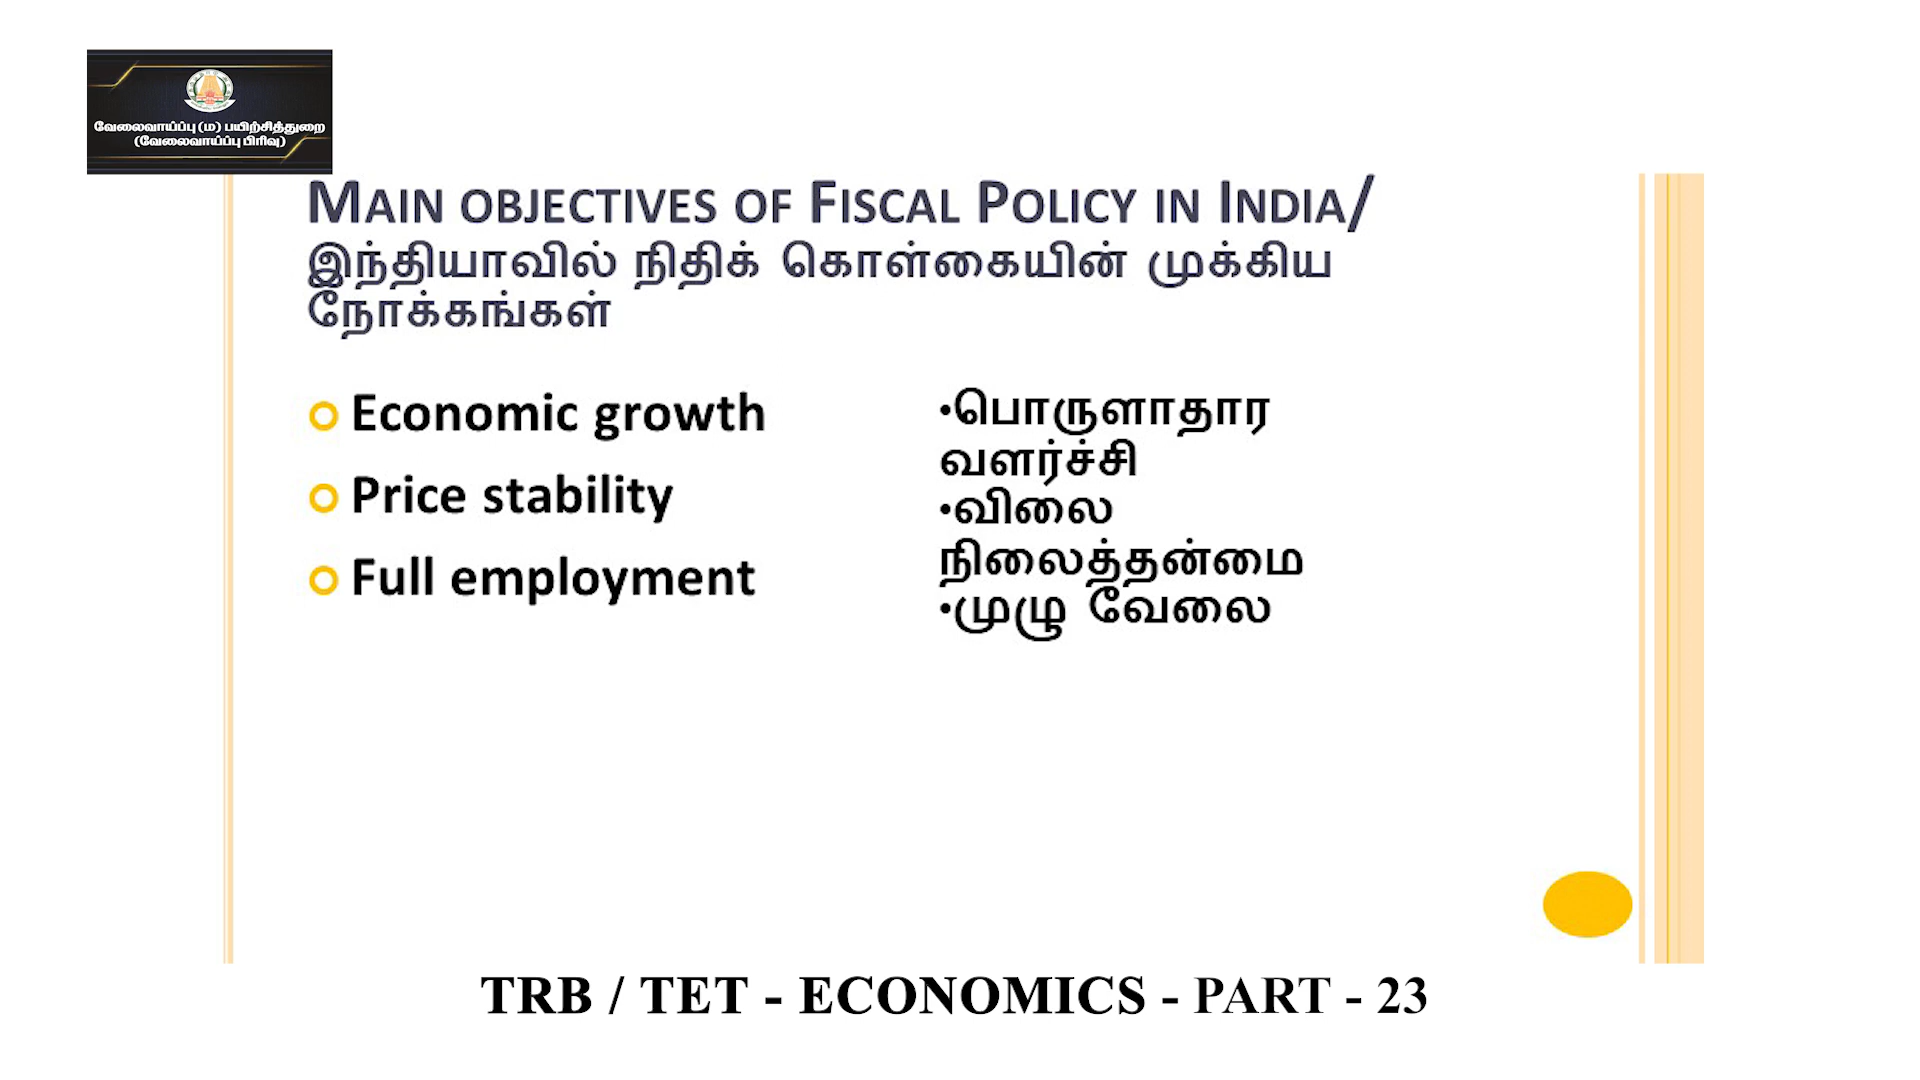 வேலைவாய்ப்பு (ம) பயிற்சித்துறை
(வேலைவாய்ப்பு பிரிவு)
MAIN OBJECTIVES OF FISCAL POLICY IN INDIA/
இந்தியாவில் நிதிக் கொள்கையின் முக்கிய
நோக்கங்கள்
Economic growth
Price stability
Full employment
•பொருளாதார
வளர்ச்சி
•விலை
நிலைத்தன்மை
•முழு வேலை
TRB / TET - ECONOMICS - PART - 23